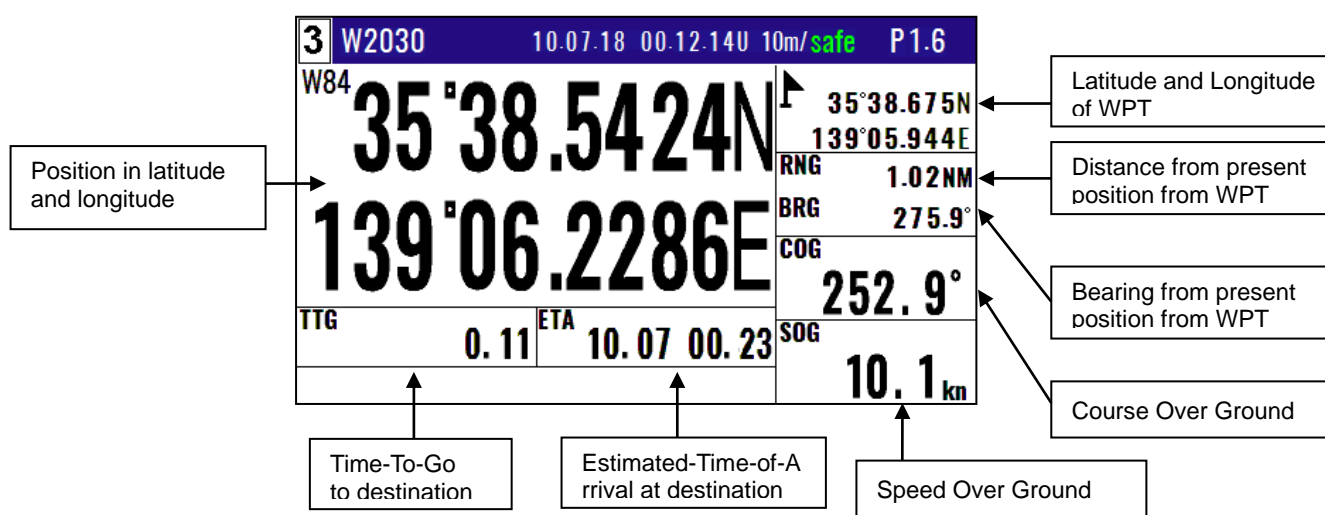 3 W2030 10.07.18 00.12.14U 10m/safe P1.6
W84
35°38.5424N
139°06.2286E
35°38.675N
139°05.944E
RNG
1.02NM
BRG
275.9°
COG
252.9°
SOG
10.1kn
TTG
0.11
ETA
10.07 00.23
Position in latitude
and longitude
Latitude and Longitude
of WPT
Distance from present
position from WPT
Bearing from present
position from WPT
Course Over Ground
Time-To-Go
to destination
Estimated-Time-of-A
rrival at destination
Speed Over Ground